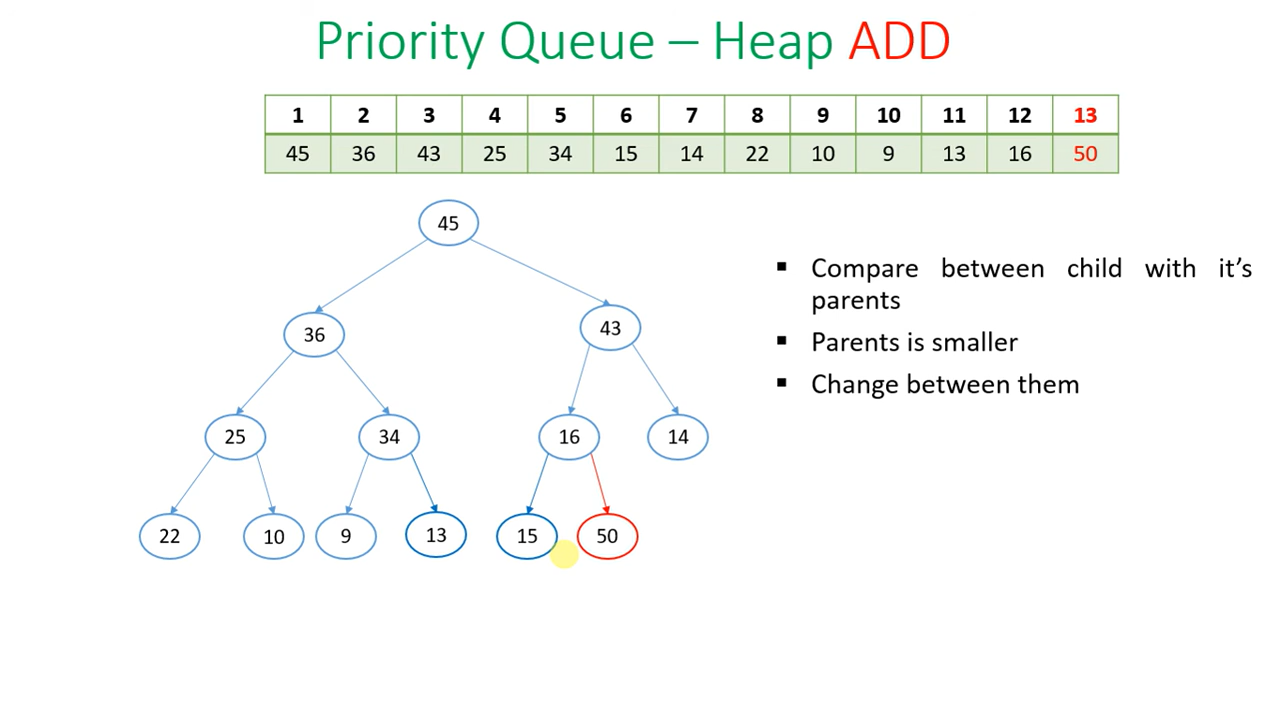 Priority Queue – Heap ADD
1 2 3 4 5 6 7 8 9 10 11 12 13
45 36 43 25 34 15 14 22 10 9 13 16 50
45
36 43
25 34 16 14
22 10 9 13 15 50
▪ Compare between child with it’s
parents
▪ Parents is smaller
▪ Change between them